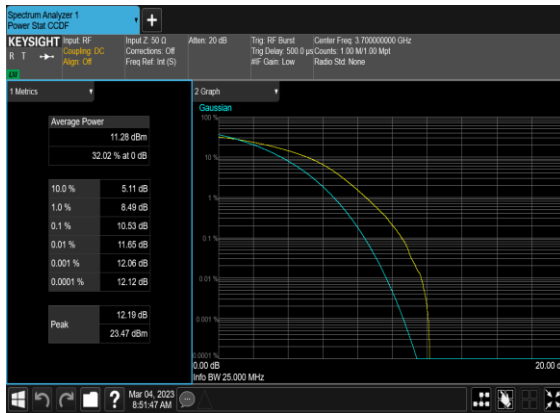 Spectrum Analyzer 1
Power Stat CCDF
KEYSIGHT
R T
LV
Input: RF
Coupling: DC
Align: Off
Input Z: 50 Ω
Corrections: Off
Freq Ref: Int (S)
Atten: 20 dB
Trig: RF Burst
Trig Delay: 500.0 µs
#IF Gain: Low
Center Freq: 3.700000000 GHz
Counts: 1.00 M/1.00 Mpt
Radio Std: None
1 Metrics
Average Power
11.28 dBm
32.02 % at 0 dB
10.0 % 5.11 dB
1.0 % 8.49 dB
0.1 % 10.53 dB
0.01 % 11.65 dB
0.001 % 12.06 dB
0.0001 % 12.12 dB
Peak
12.19 dB
23.47 dBm
2 Graph
Gaussian
100 %
10 %
1 %
0.1 %
0.01 %
0.001 %
0.0001 %
0.00 dB
20.00 d
Info BW 25.000 MHz
?
Mar 04, 2023
8:51:47 AM